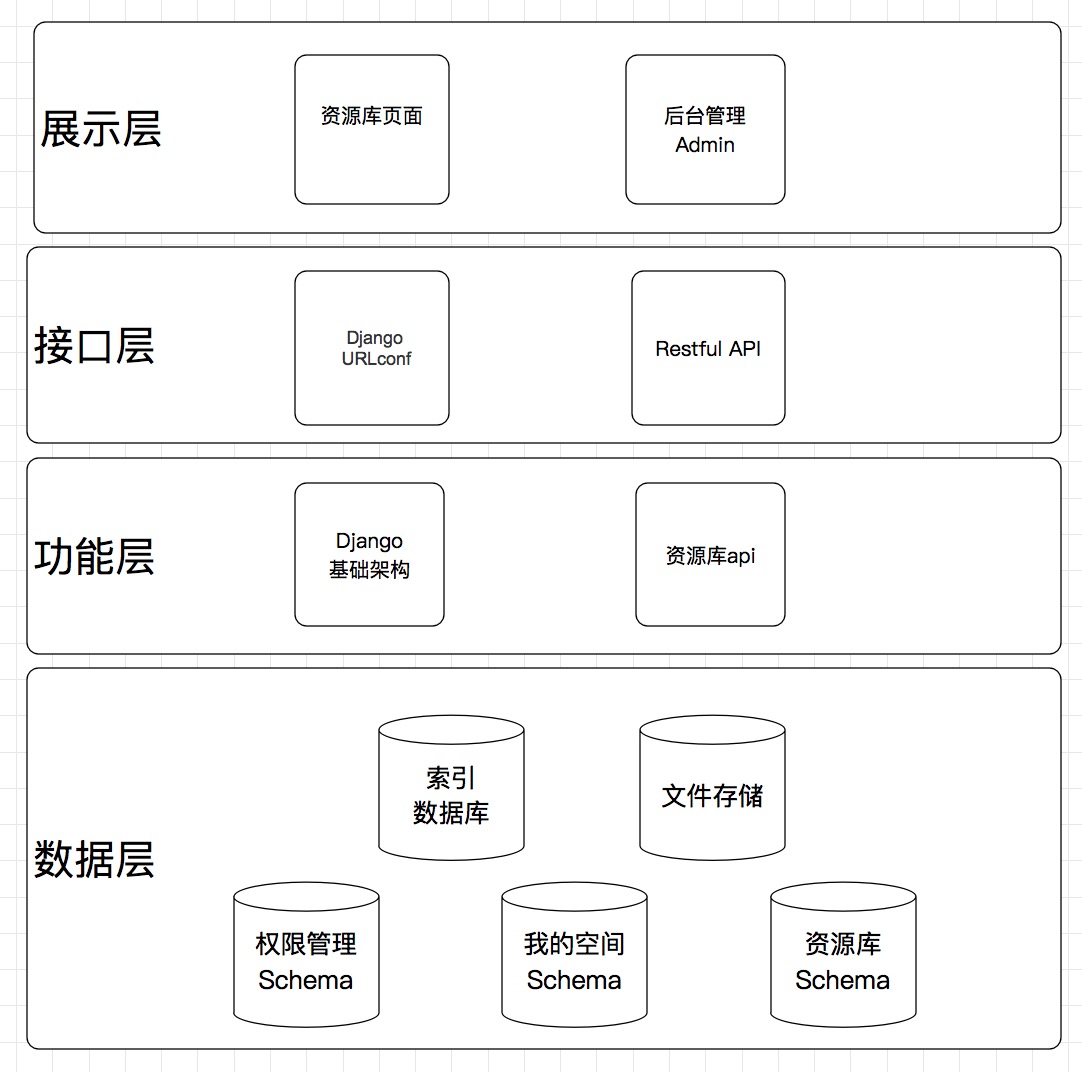 展示层
资源库页面
后台管理
Admin
接口层
Django
URLconf
Restful API
功能层
Django
基础架构
资源库api
数据层
索引
数据库
文件存储
权限管理
Schema
我的空间
Schema
资源库
Schema